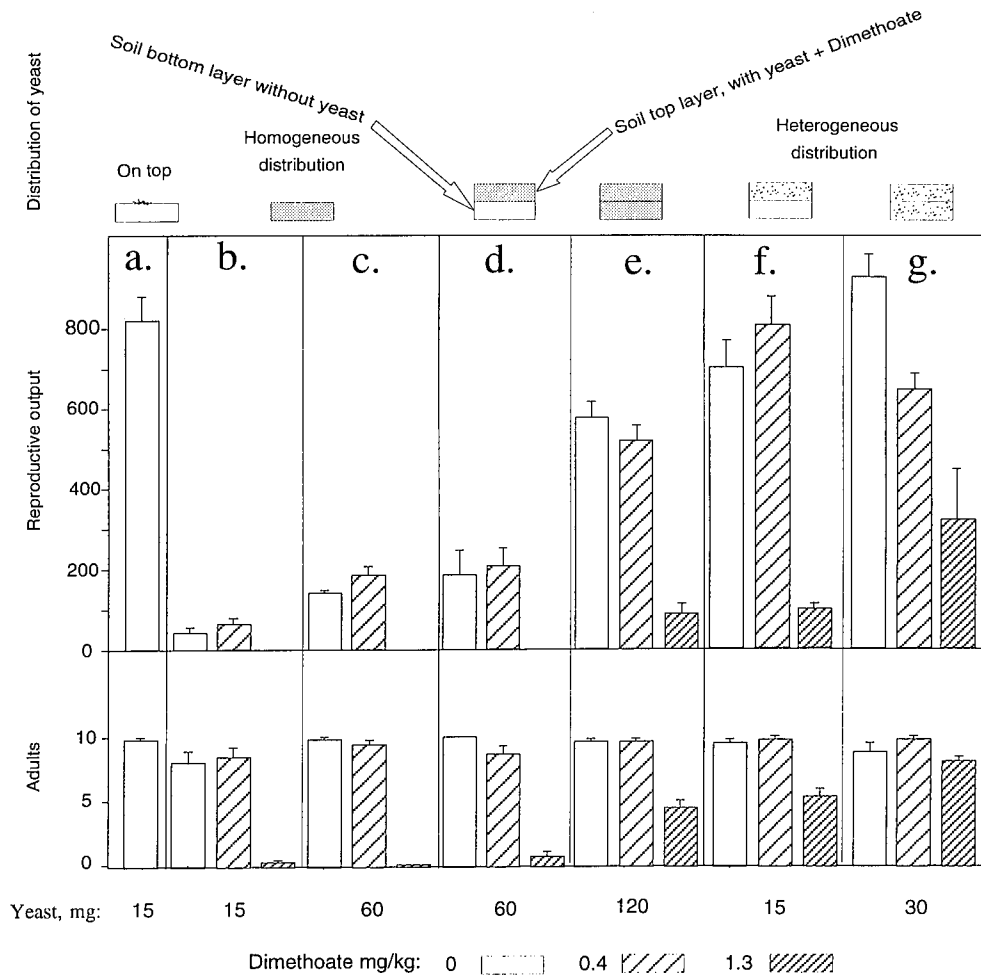 Distribution of yeast
Soil bottom layer without yeast
Soil top layer, with yeast + Dimethoate
On top
Homogeneous
distribution
Heterogeneous
distribution
a. b. c. d. e. f. g.
Reproductive output
800
600
400
200
0
Adults
10
5
0
Yeast, mg: 15 15 60 60 120 15 30
Dimethoate mg/kg: 0 0.4 1.3